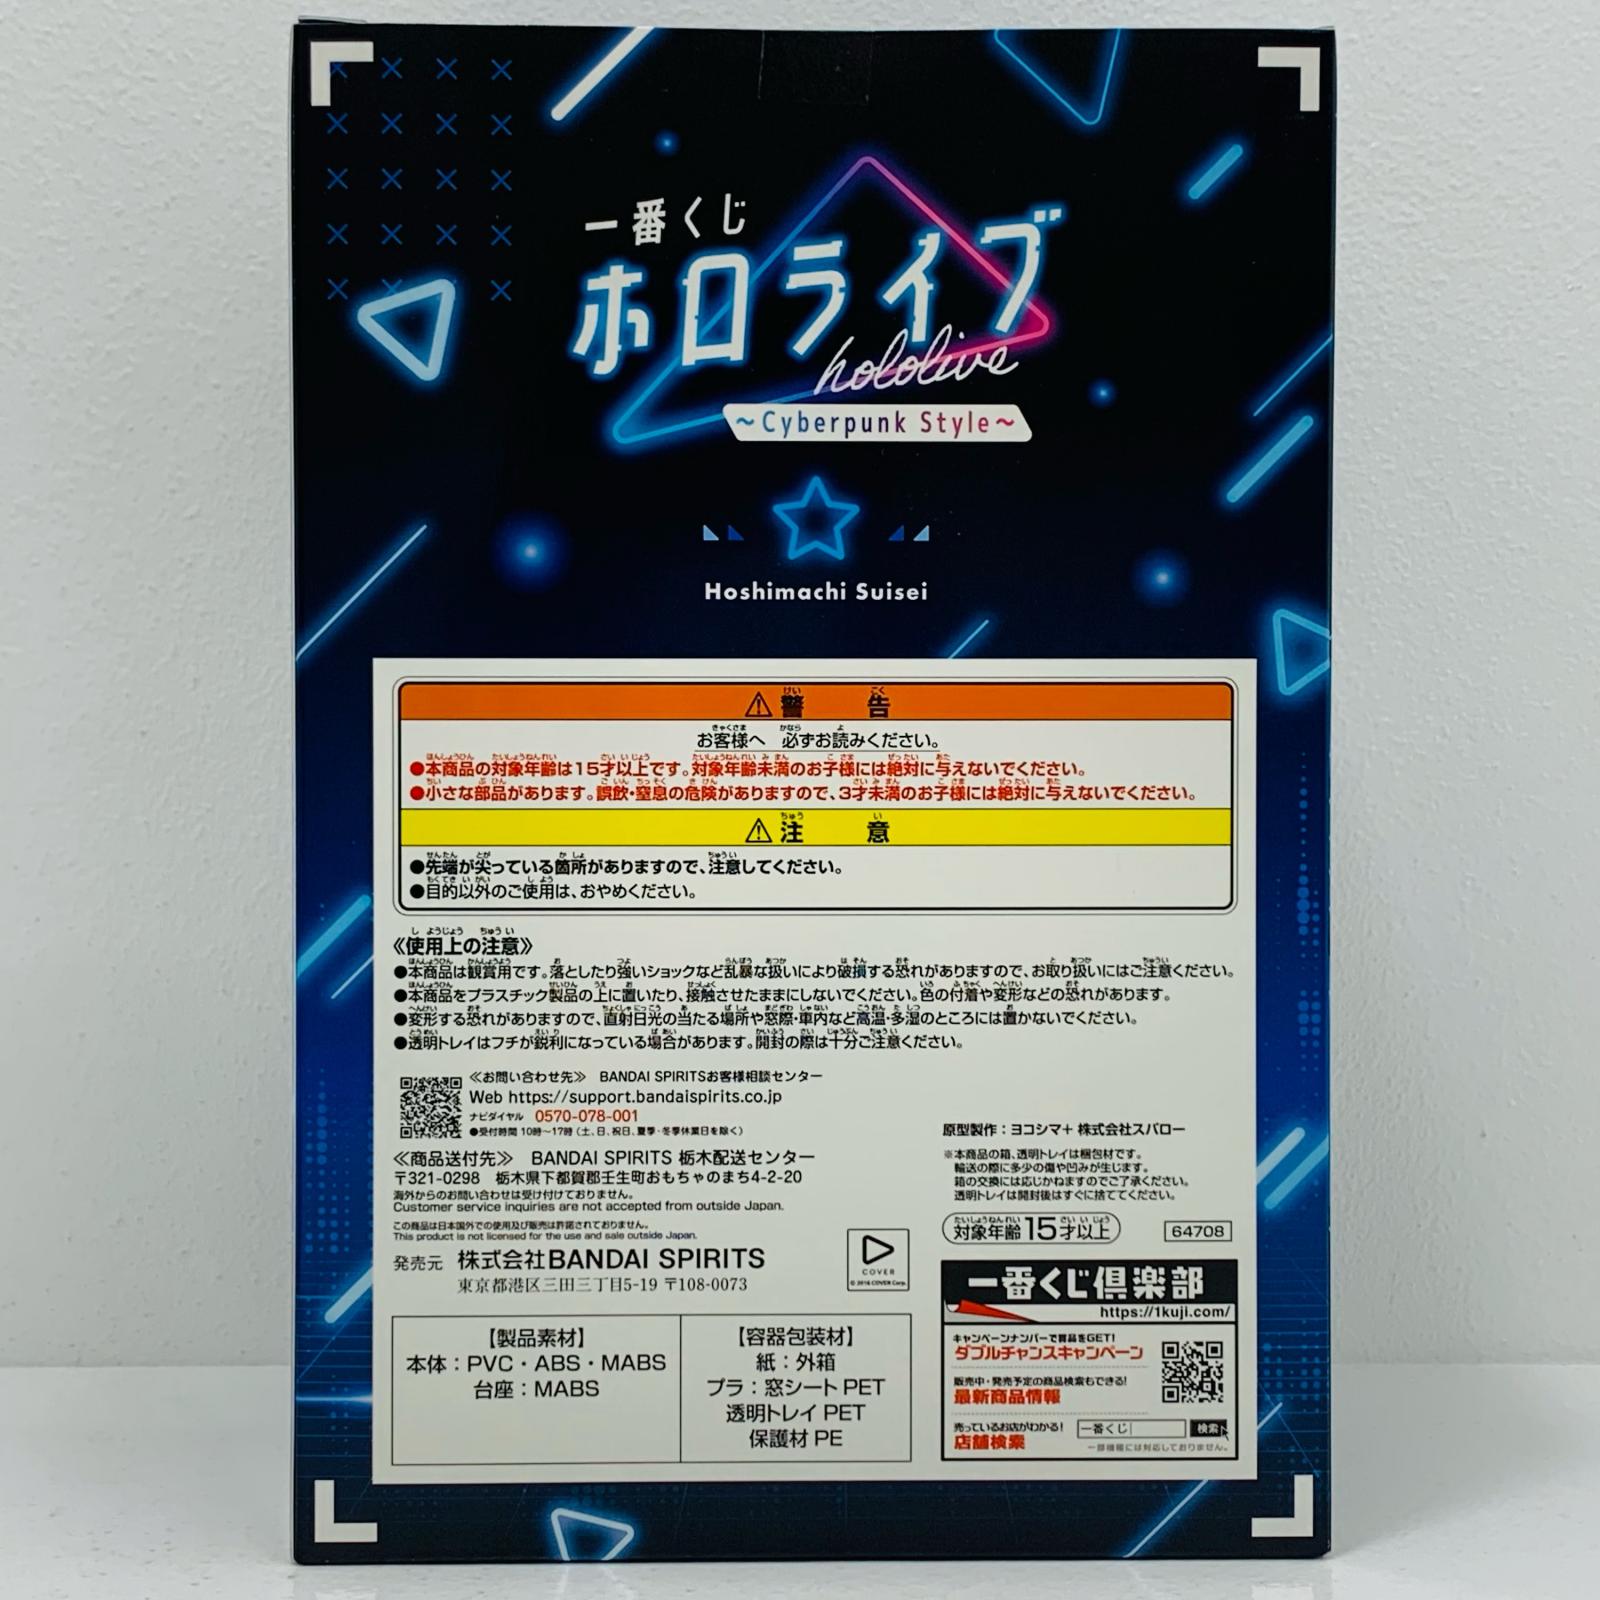 一番くじ
ホロライブ
hololive
～Cyberpunk Style～
Hoshimachi Suisei
⚠警告
お客様へ 必ずお読みください。
●本商品の対象年齢は15才以上です。対象年齢未満のお子様には絶対に与えないでください。
●小さな部品があります。誤飲・窒息の危険がありますので、3才未満のお子様には絶対に与えないでください。
⚠注意
●先端が尖っている箇所がありますので、注意してください。
●目的以外のご使用は、おやめください。
《使用上の注意》
●本商品は観賞用です。落としたり強いショックなど乱暴な扱いにより破損する恐れがありますので、お取り扱いにはご注意ください。
●本商品をプラスチック製品の上に置いたり、接触させたままにしないでください。色の付着や変形などの恐れがあります。
●変形する恐れがありますので、直射日光の当たる場所や窓際・車内など高温・多湿のところには置かないでください。
●透明トレイはフチが鋭利になっている場合があります。開封の際は十分ご注意ください。
≪お問い合わせ先≫ BANDAI SPIRITSお客様相談センター
Web https://support.bandaispirits.co.jp
ナビダイヤル 0570-078-001
●受付時間 10時～17時（土、日、祝日、夏季・冬季休業日を除く）
≪商品送付先≫ BANDAI SPIRITS 栃木配送センター
〒321-0298 栃木県下都賀郡壬生町おもちゃのまち4-2-20
海外からのお問い合わせは受け付けておりません。
Customer service inquiries are not accepted from outside Japan.
この商品は日本国外での使用及び販売は許諾されておりません。
This product is not licensed for the use and sale outside Japan.
発売元 株式会社BANDAI SPIRITS
東京都港区三田三丁目5-19 〒108-0073
COVER
© 2016 COVER Corp.
原型製作：ヨコシマ＋ 株式会社スパロー
※本商品の箱、透明トレイは梱包材です。
輸送の際に多少の傷や凹みが生じます。
箱の交換には応じかねますのでご了承ください。
透明トレイは開封後はすぐに捨ててください。
対象年齢15才以上
64708
【製品素材】
本体：PVC・ABS・MABS
台座：MABS
【容器包装材】
紙：外箱
プラ：窓シートPET
透明トレイPET
保護材PE
一番くじ倶楽部
https://1kuji.com/
キャンペーンナンバーで賞品をGET!
ダブルチャンスキャンペーン
販売中・発売予定の商品検索もできる!
最新商品情報
売っているお店がわかる!
店舗検索
一番くじ 検索
一部機種には対応しておりません。